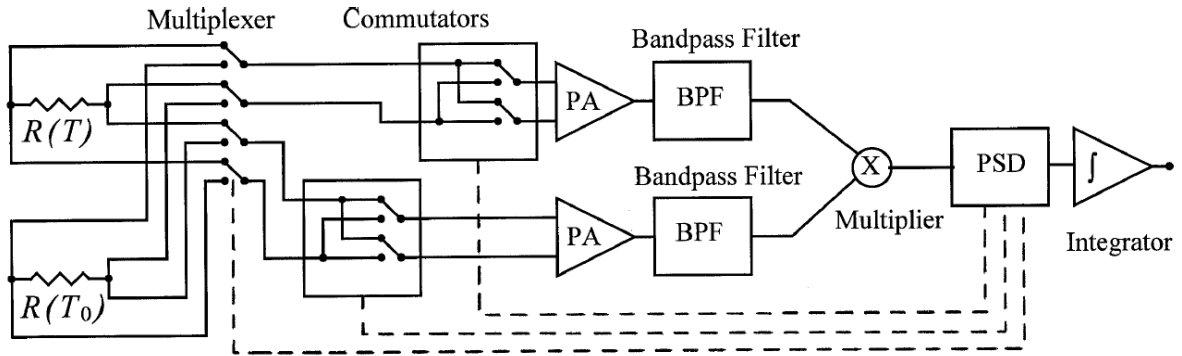 Multiplexer
Commutators
Bandpass Filter
R(T)
PA
BPF
X
PSD
∫
Bandpass Filter
Multiplier
PA
BPF
Integrator
R(T₀)